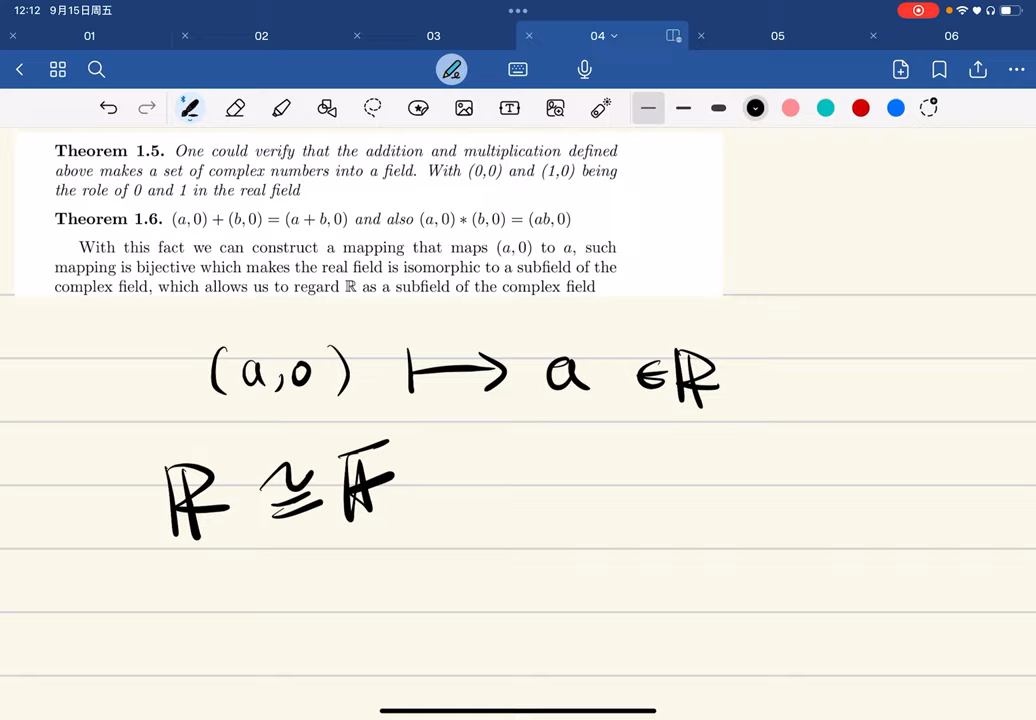 12:12 9月15日周五
01 02 03 04 05 06
Theorem 1.5. One could verify that the addition and multiplication defined
above makes a set of complex numbers into a field. With (0,0) and (1,0) being
the role of 0 and 1 in the real field
Theorem 1.6. (a, 0) + (b, 0) = (a + b, 0) and also (a, 0) ∗ (b, 0) = (ab, 0)
With this fact we can construct a mapping that maps (a, 0) to a, such
mapping is bijective which makes the real field is isomorphic to a subfield of the
complex field, which allows us to regard ℝ as a subfield of the complex field
(a,0) ⟼ a ∈ℝ
ℝ ≅ 𝔽